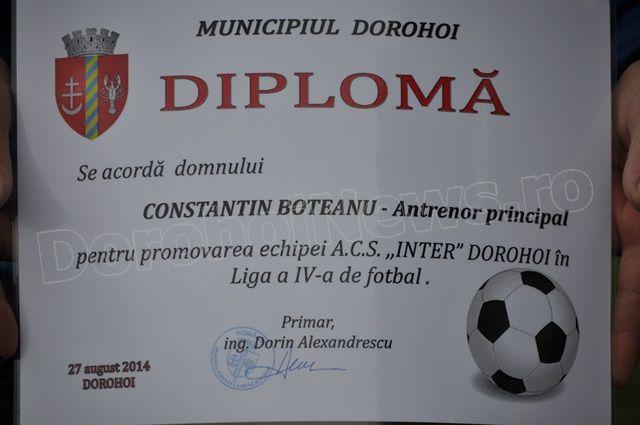 MUNICIPIUL DOROHOI
DIPLOMĂ
Se acordă domnului
DorohoiNews.ro
CONSTANTIN BOTEANU - Antrenor principal
pentru promovarea echipei A.C.S. „INTER” DOROHOI în
Liga a IV-a de fotbal .
Primar,
ing. Dorin Alexandrescu
27 august 2014
DOROHOI